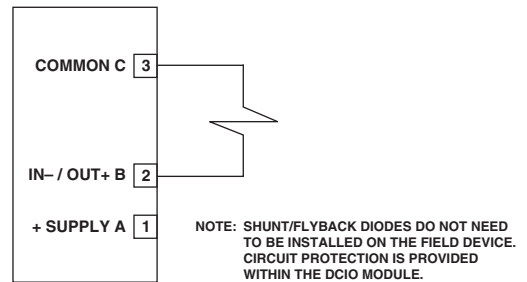 COMMON C 3
IN– / OUT+ B 2
+ SUPPLY A 1
NOTE: SHUNT/FLYBACK DIODES DO NOT NEED
TO BE INSTALLED ON THE FIELD DEVICE.
CIRCUIT PROTECTION IS PROVIDED
WITHIN THE DCIO MODULE.